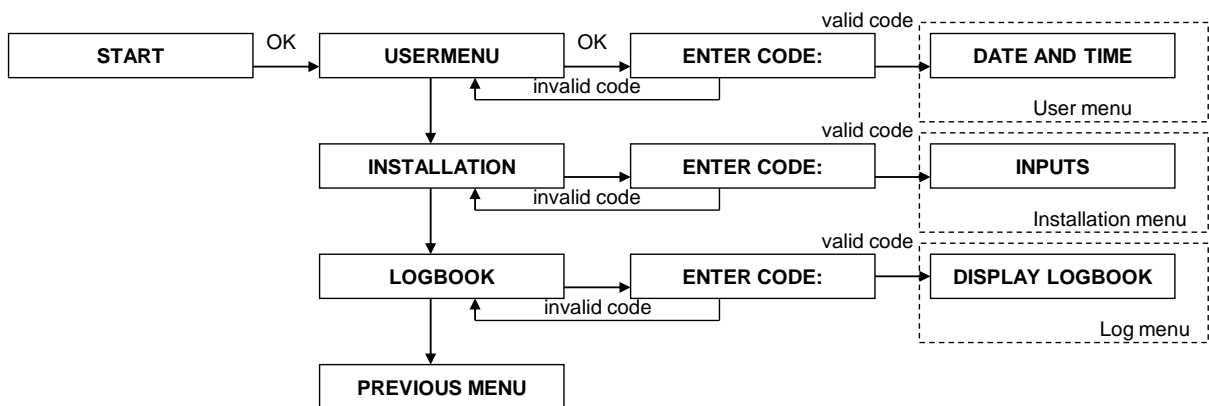 valid code
START
OK
USERMENU
OK
ENTER CODE:
DATE AND TIME
invalid code
User menu
valid code
INSTALLATION
ENTER CODE:
INPUTS
invalid code
Installation menu
valid code
LOGBOOK
ENTER CODE:
DISPLAY LOGBOOK
invalid code
Log menu
PREVIOUS MENU